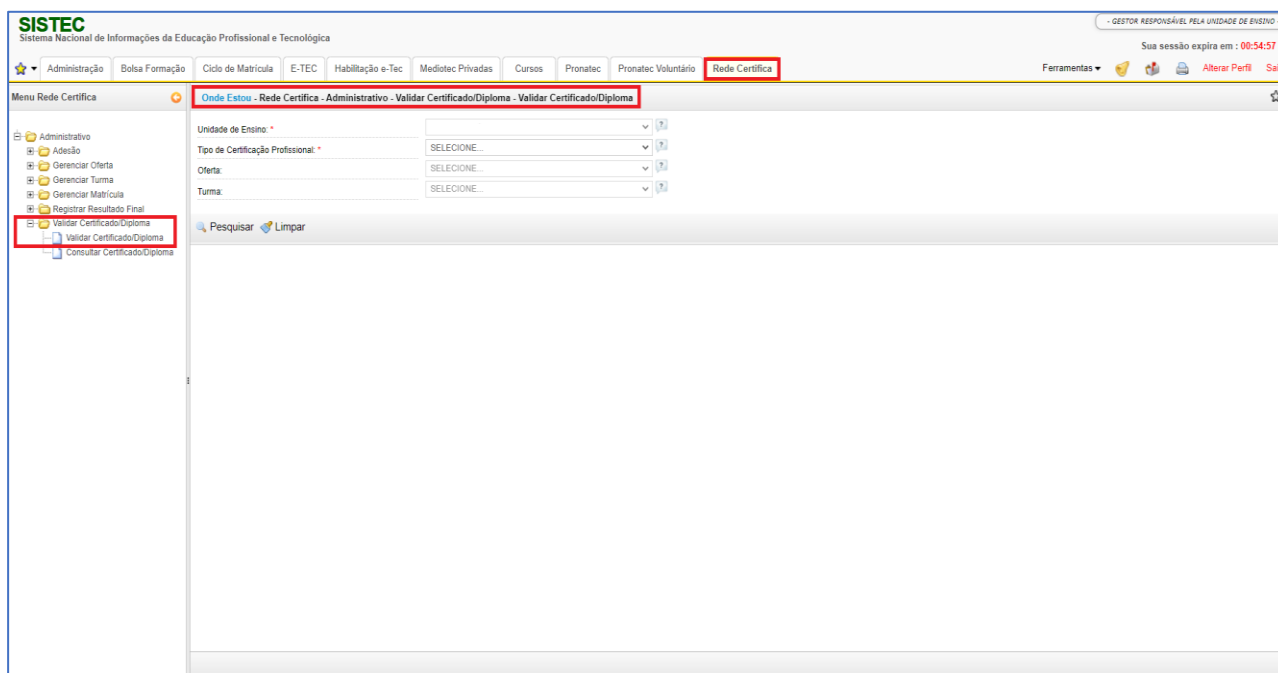 SISTEC
Sistema Nacional de Informações da Educação Profissional e Tecnológica
- GESTOR RESPONSÁVEL PELA UNIDADE DE ENSINO -
Sua sessão expira em : 00:54:57
Administração Bolsa Formação Ciclo de Matrícula E-TEC Habilitação e-Tec Mediotec Privadas Cursos Pronatec Pronatec Voluntário Rede Certifica Ferramentas Alterar Perfil Sai
Menu Rede Certifica
Onde Estou - Rede Certifica - Administrativo - Validar Certificado/Diploma - Validar Certificado/Diploma
Administrativo
Adesão
Gerenciar Oferta
Gerenciar Turma
Gerenciar Matrícula
Registrar Resultado Final
Validar Certificado/Diploma
Validar Certificado/Diploma
Consultar Certificado/Diploma
Unidade de Ensino: *
Tipo de Certificação Profissional: * SELECIONE...
Oferta: SELECIONE...
Turma: SELECIONE...
Pesquisar Limpar